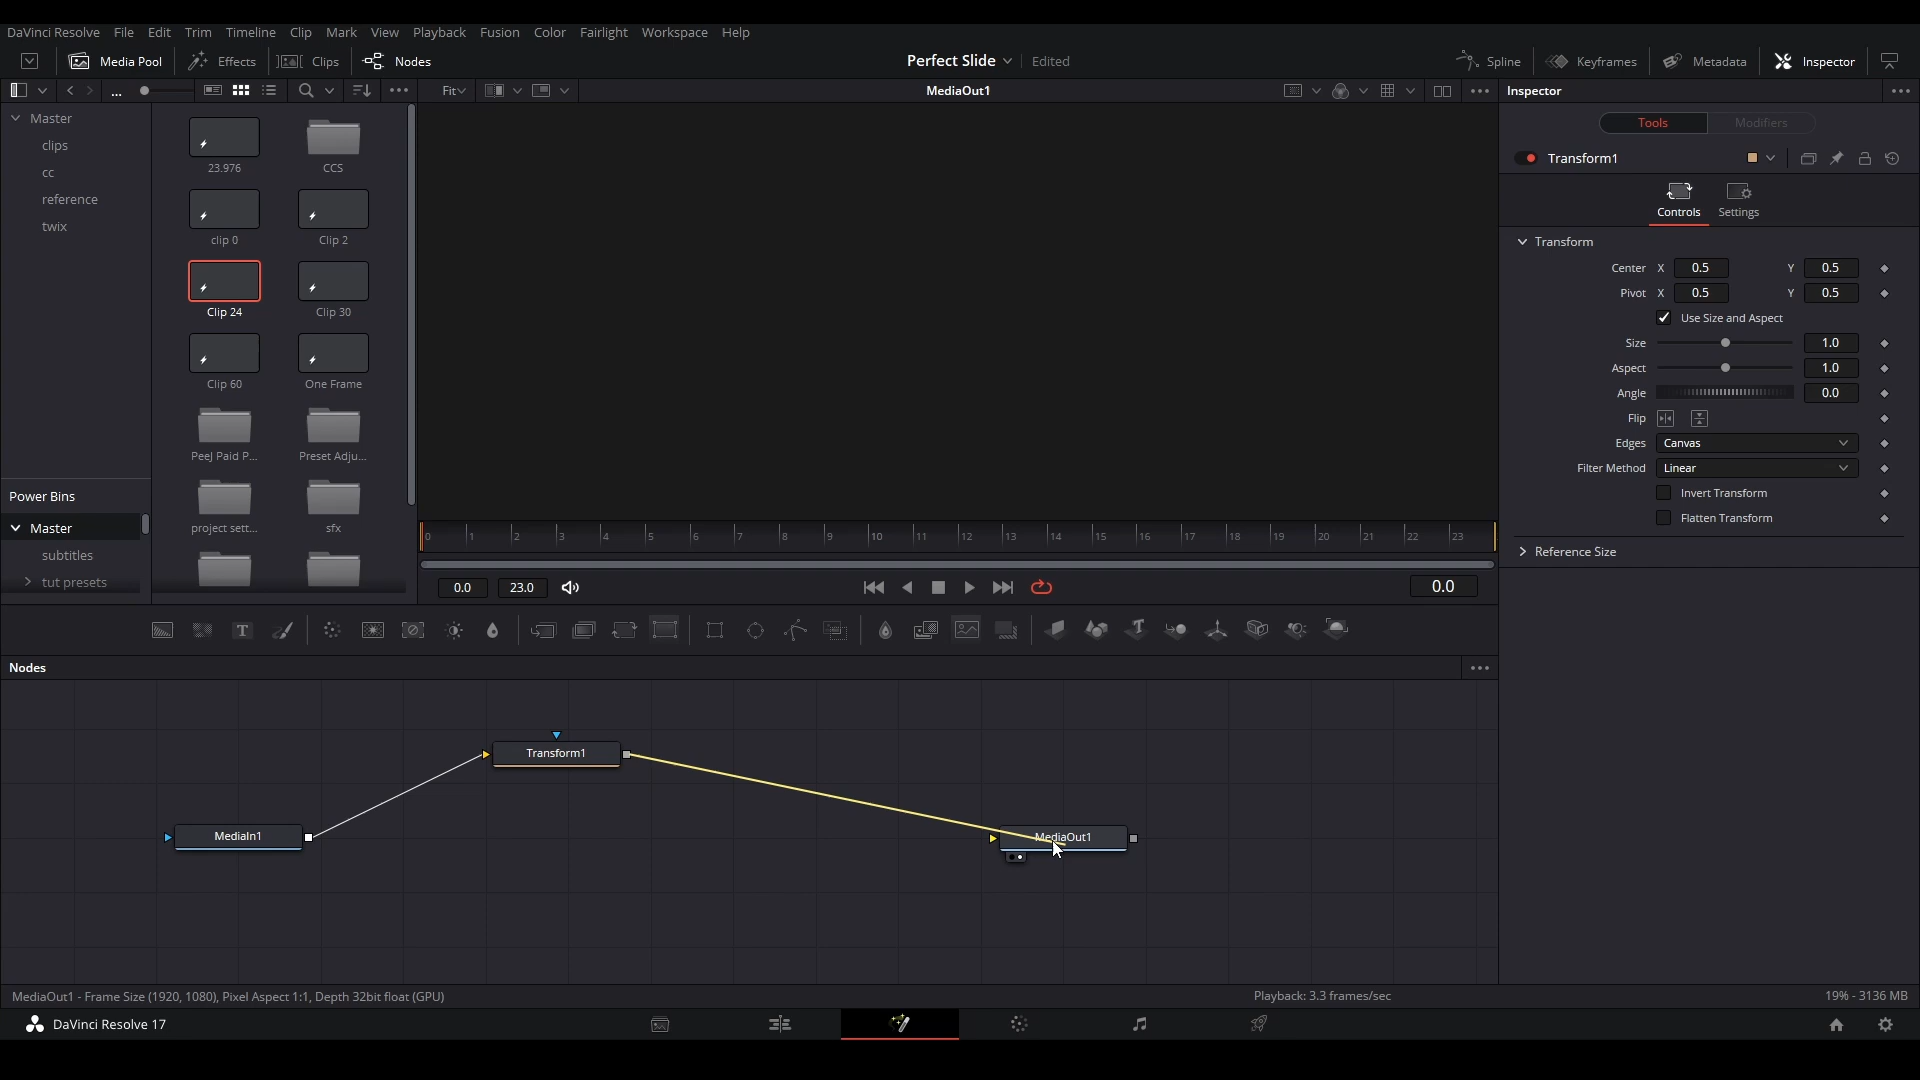 DaVinci Resolve File Edit Trim Timeline Clip Mark View Playback Fusion Color Fairlight Workspace Help
Media Pool Effects Clips Nodes Perfect Slide Edited Spline Keyframes Metadata Inspector
... Fit MediaOut1 Inspector
Master
clips
cc
reference
twix
Power Bins
Master
subtitles
tut presets
23.976 CCS
clip 0 Clip 2
Clip 24 Clip 30
Clip 60 One Frame
PeeJ Paid P... Preset Adju...
project sett... sfx
0 1 2 3 4 5 6 7 8 9 10 11 12 13 14 15 16 17 18 19 20 21 22 23
0.0 23.0 0.0
Tools Modifiers
Transform1
Controls Settings
Transform
Center X 0.5 Y 0.5
Pivot X 0.5 Y 0.5
Use Size and Aspect
Size 1.0
Aspect 1.0
Angle 0.0
Flip
Edges Canvas
Filter Method Linear
Invert Transform
Flatten Transform
Reference Size
T T
Nodes
Transform1
MediaIn1
MediaOut1
MediaOut1 - Frame Size (1920, 1080), Pixel Aspect 1:1, Depth 32bit float (GPU) Playback: 3.3 frames/sec 19% - 3136 MB
DaVinci Resolve 17